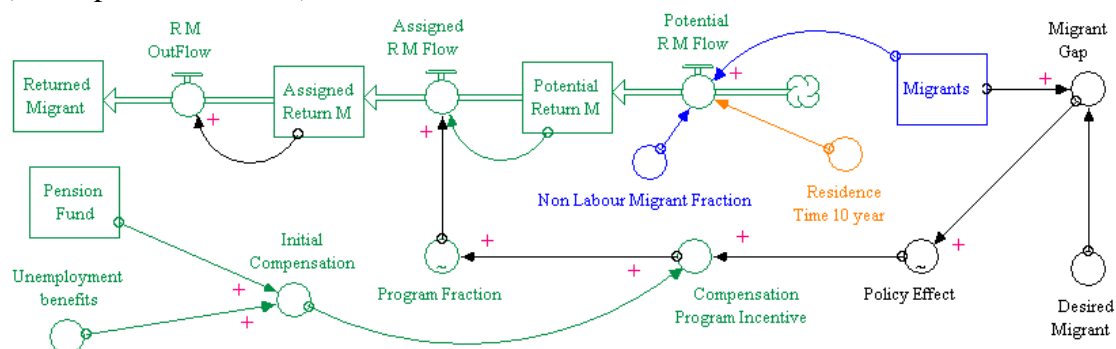 R M
OutFlow
Assigned
R M Flow
Potential
R M Flow
Migrant
Gap
Returned
Migrant
Assigned
Return M
Potential
Return M
Migrants
+
+
+
+
Non Labour Migrant Fraction
Residence
Time 10 year
Pension
Fund
Initial
Compensation
Unemployment
benefits
+
+
+
+
+
+
~
~
Program Fraction
Compensation
Program Incentive
Policy Effect
Desired
Migrant